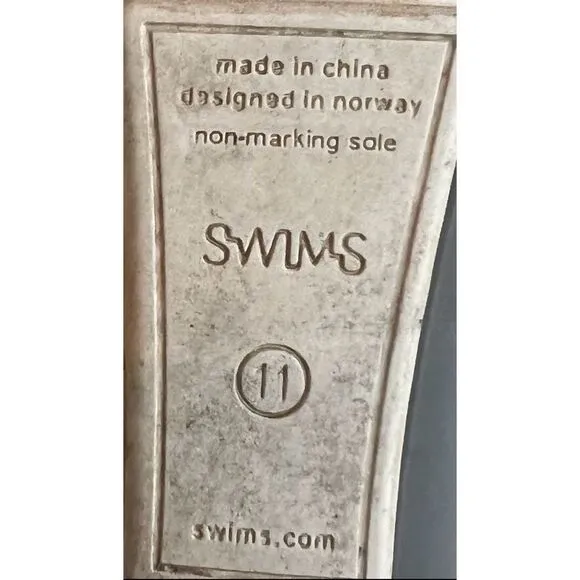 made in china
designed in norway
non-marking sole
SWIMS
11
swims.com